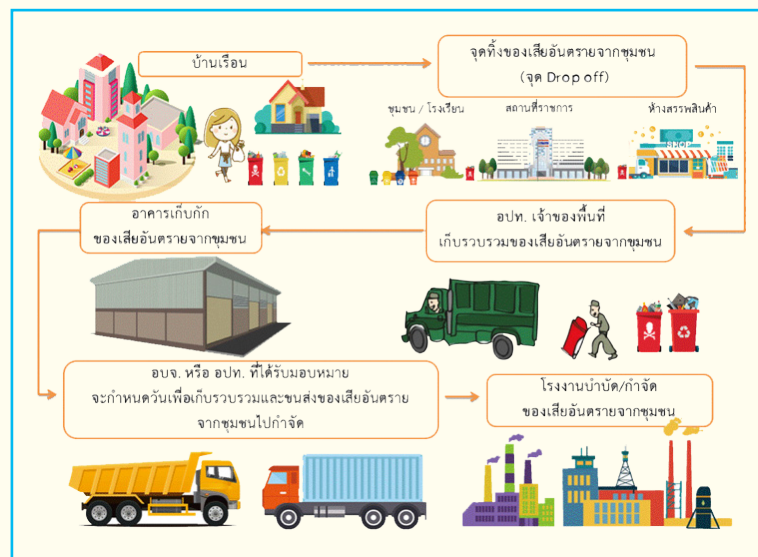 บ้านเรือน
จุดทิ้งของเสียอันตรายจากชุมชน
(จุด Drop off)
ชุมชน / โรงเรียน
สถานที่ราชการ
ห้างสรรพสินค้า
SHOP
อปท. เจ้าของพื้นที่
เก็บรวบรวมของเสียอันตรายจากชุมชน
อาคารเก็บกัก
ของเสียอันตรายจากชุมชน
อบจ. หรือ อปท. ที่ได้รับมอบหมาย
จะกำหนดวันเพื่อเก็บรวบรวมและขนส่งของเสียอันตราย
จากชุมชนไปกำจัด
โรงงานบำบัด/กำจัด
ของเสียอันตรายจากชุมชน